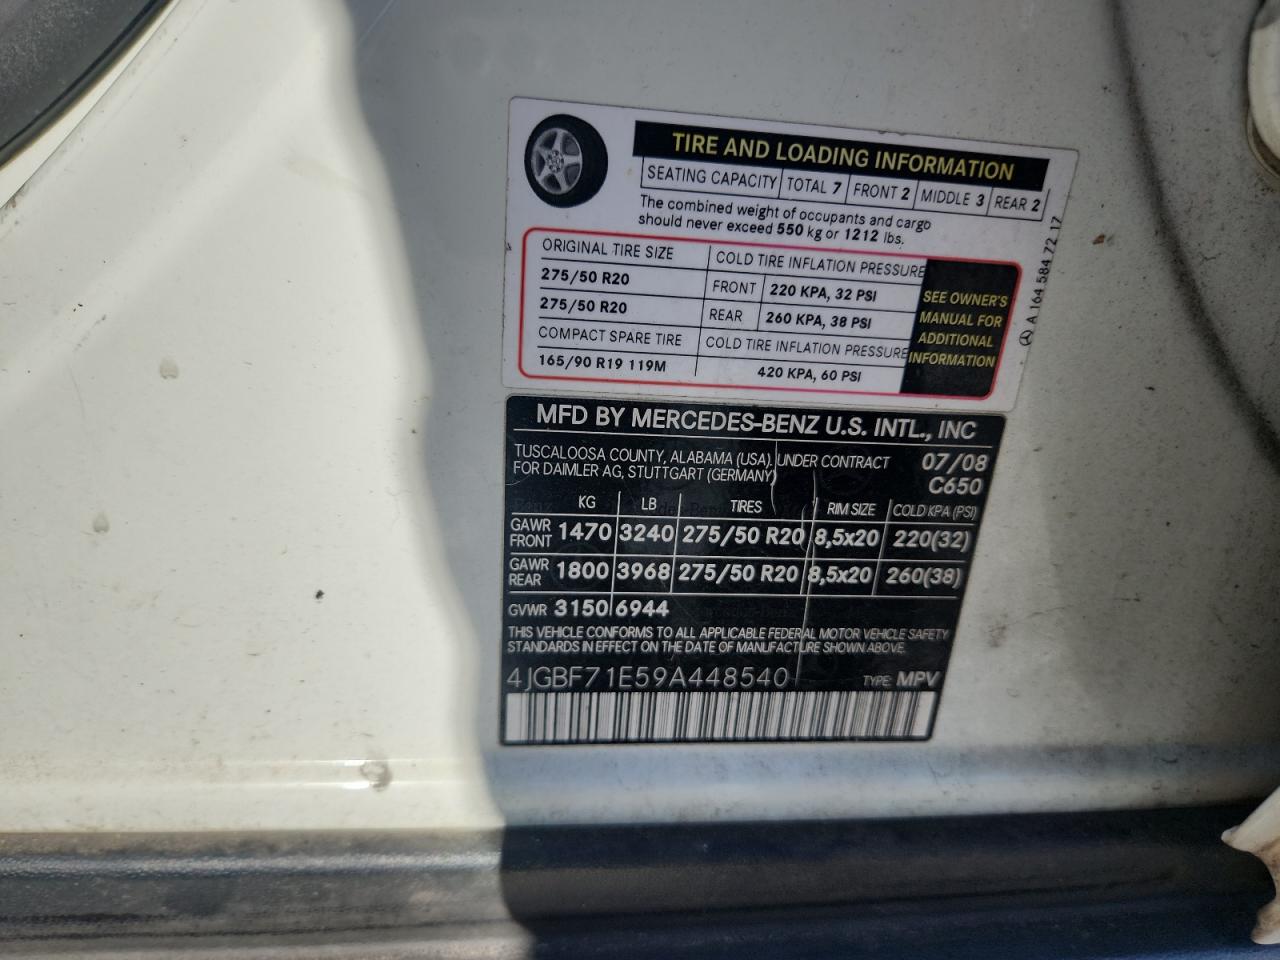 TIRE AND LOADING INFORMATION
SEATING CAPACITY TOTAL 7 FRONT 2 MIDDLE 3 REAR 2
The combined weight of occupants and cargo
should never exceed 550 kg or 1212 lbs.
ORIGINAL TIRE SIZE COLD TIRE INFLATION PRESSURE
275/50 R20 FRONT 220 KPA, 32 PSI
275/50 R20 REAR 260 KPA, 38 PSI
COMPACT SPARE TIRE COLD TIRE INFLATION PRESSURE
165/90 R19 119M 420 KPA, 60 PSI
SEE OWNER'S
MANUAL FOR
ADDITIONAL
INFORMATION
A 164 584 72 17
MFD BY MERCEDES-BENZ U.S. INTL., INC
TUSCALOOSA COUNTY, ALABAMA (USA). UNDER CONTRACT 07/08
FOR DAIMLER AG, STUTTGART (GERMANY) C650
KG LB TIRES RIM SIZE COLD KPA (PSI)
GAWR FRONT 1470 3240 275/50 R20 8,5x20 220(32)
GAWR REAR 1800 3968 275/50 R20 8,5x20 260(38)
GVWR 3150 6944
THIS VEHICLE CONFORMS TO ALL APPLICABLE FEDERAL MOTOR VEHICLE SAFETY
STANDARDS IN EFFECT ON THE DATE OF MANUFACTURE SHOWN ABOVE.
4JGBF71E59A448540 TYPE: MPV